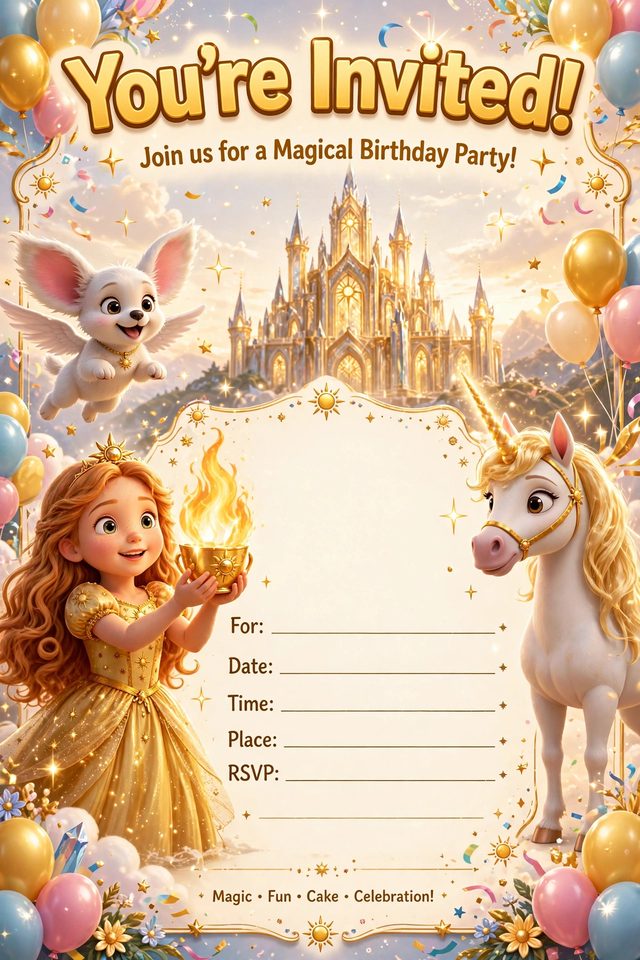 You're Invited!
Join us for a Magical Birthday Party!
For:
Date:
Time:
Place:
RSVP:
Magic • Fun • Cake • Celebration!